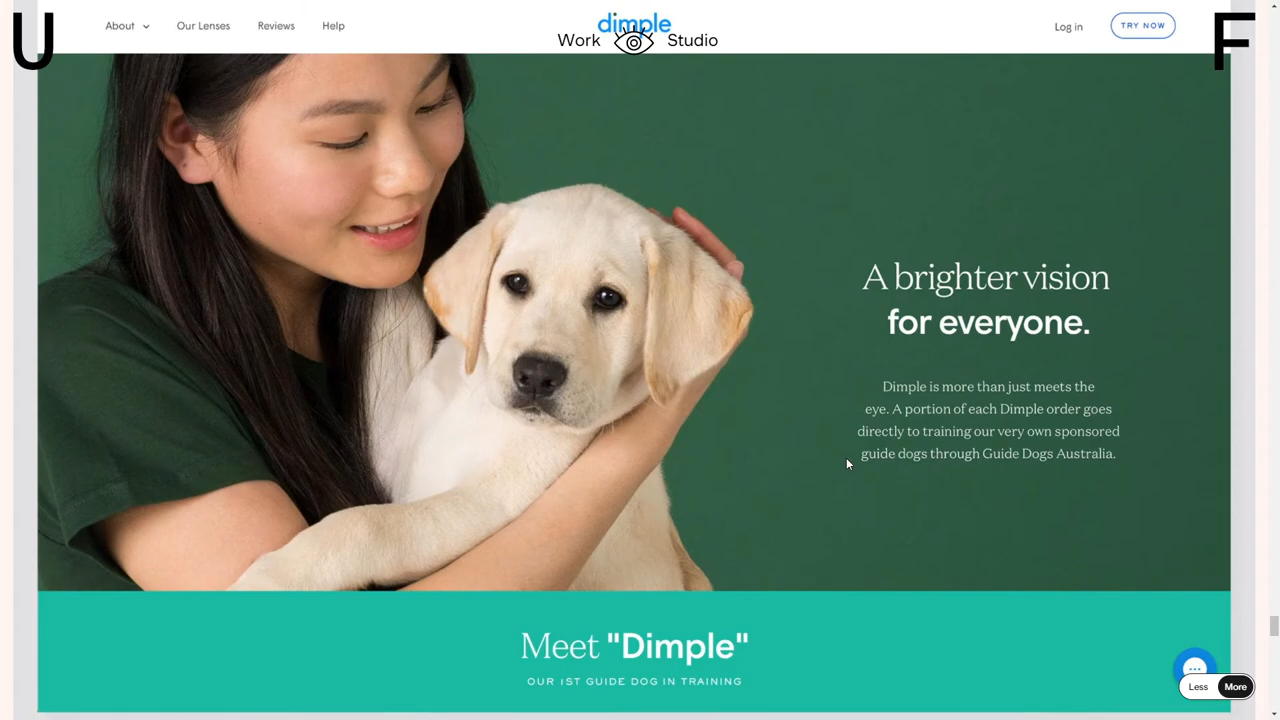 U
F
About
Our Lenses
Reviews
Help
dimple
Work
Studio
Log in
TRY NOW
A brighter vision
for everyone.
Dimple is more than just meets the
eye. A portion of each Dimple order goes
directly to training our very own sponsored
guide dogs through Guide Dogs Australia.
Meet "Dimple"
OUR 1ST GUIDE DOG IN TRAINING
Less
More